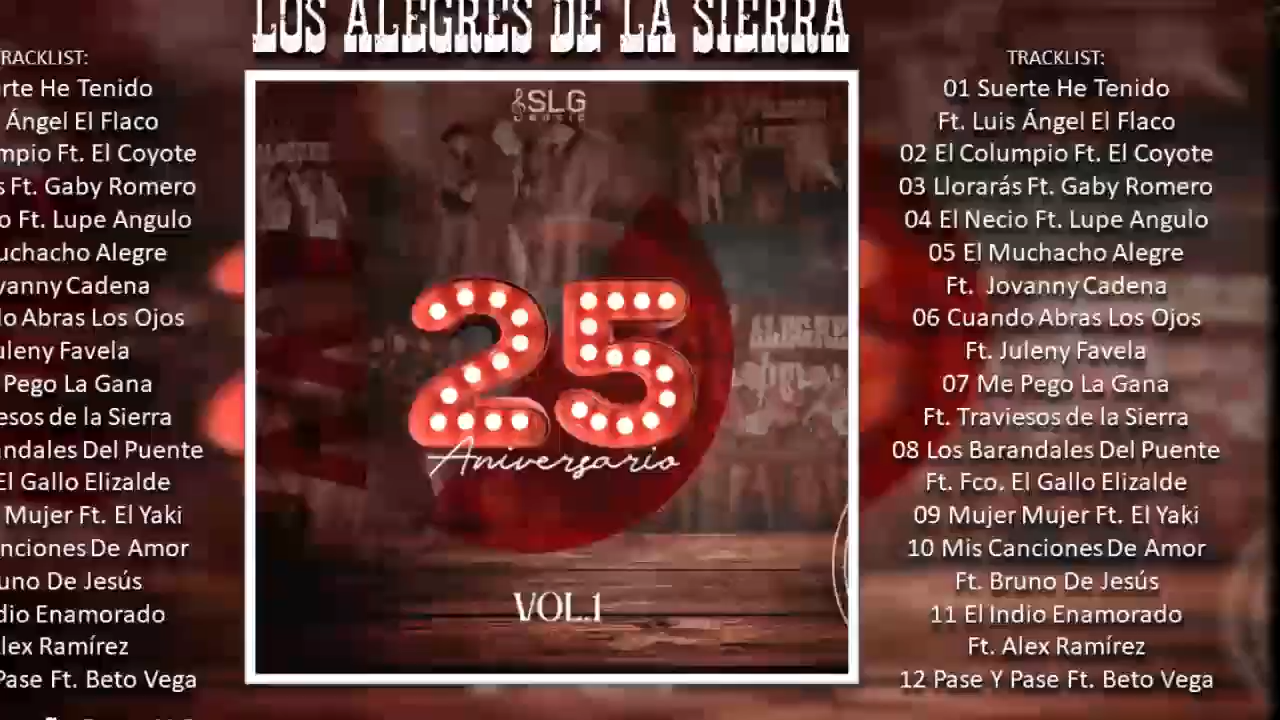 LOS ALEGRES DE LA SIERRA
RACKLIST:
rte He Tenido
Ángel El Flaco
mpio Ft. El Coyote
s Ft. Gaby Romero
o Ft. Lupe Angulo
uchacho Alegre
vanny Cadena
lo Abras Los Ojos
uleny Favela
Pego La Gana
esos de la Sierra
andales Del Puente
El Gallo Elizalde
Mujer Ft. El Yaki
nciones De Amor
uno De Jesús
dio Enamorado
lex Ramírez
Pase Ft. Beto Vega
SLG
MUSIC
ALEGRES
25
Aniversario
VOL.1
TRACKLIST:
01 Suerte He Tenido
Ft. Luis Ángel El Flaco
02 El Columpio Ft. El Coyote
03 Llorarás Ft. Gaby Romero
04 El Necio Ft. Lupe Angulo
05 El Muchacho Alegre
Ft. Jovanny Cadena
06 Cuando Abras Los Ojos
Ft. Juleny Favela
07 Me Pego La Gana
Ft. Traviesos de la Sierra
08 Los Barandales Del Puente
Ft. Fco. El Gallo Elizalde
09 Mujer Mujer Ft. El Yaki
10 Mis Canciones De Amor
Ft. Bruno De Jesús
11 El Indio Enamorado
Ft. Alex Ramírez
12 Pase Y Pase Ft. Beto Vega